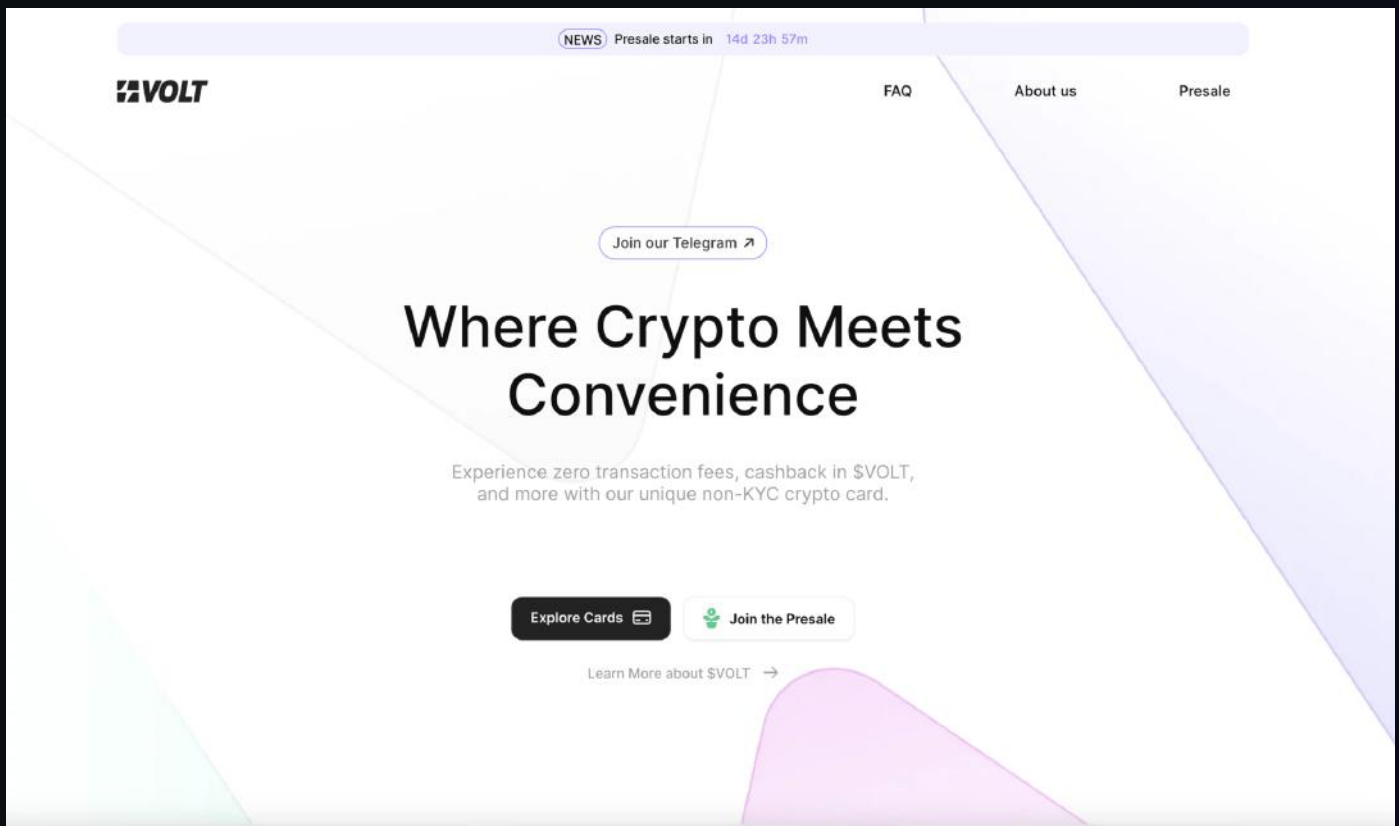 NEWS Presale starts in 14d 23h 57m
VOLT
FAQ
About us
Presale
Join our Telegram
Where Crypto Meets
Convenience
Experience zero transaction fees, cashback in $VOLT,
and more with our unique non-KYC crypto card.
Explore Cards
Join the Presale
Learn More about $VOLT